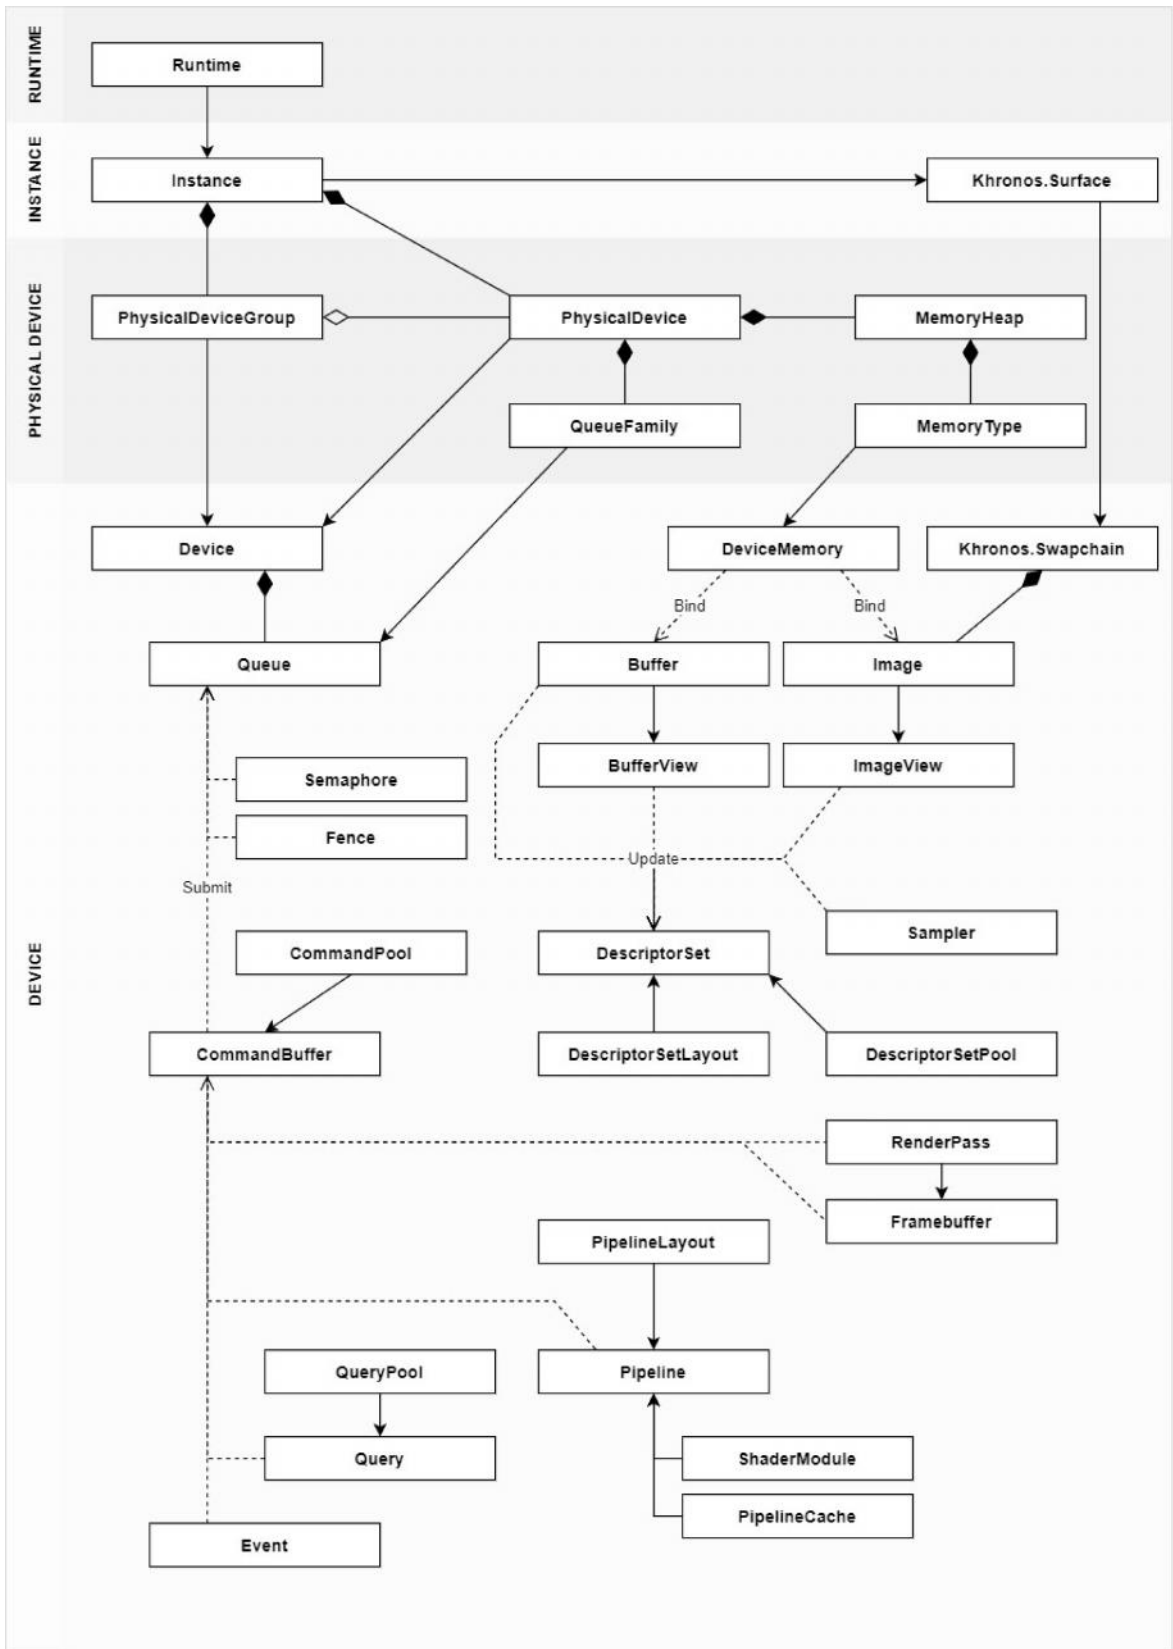 RUNTIME
Runtime
INSTANCE
Instance
Khronos.Surface
PHYSICAL DEVICE
PhysicalDeviceGroup
PhysicalDevice
MemoryHeap
QueueFamily
MemoryType
DEVICE
Device
DeviceMemory
Khronos.Swapchain
Bind
Bind
Queue
Buffer
Image
Semaphore
BufferView
ImageView
Fence
Update
Submit
Sampler
CommandPool
DescriptorSet
CommandBuffer
DescriptorSetLayout
DescriptorSetPool
RenderPass
Framebuffer
PipelineLayout
QueryPool
Pipeline
Query
ShaderModule
PipelineCache
Event